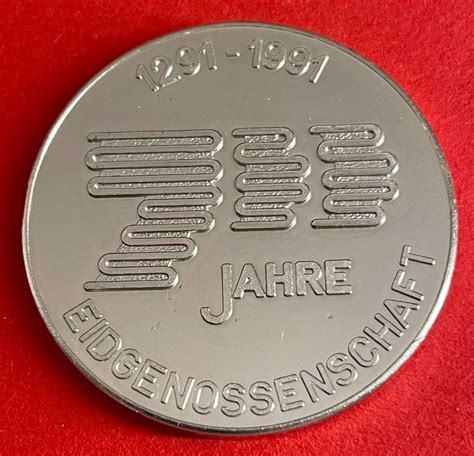 1291-1991
700
JAHRE
EIDGENOSSENSCHAFT